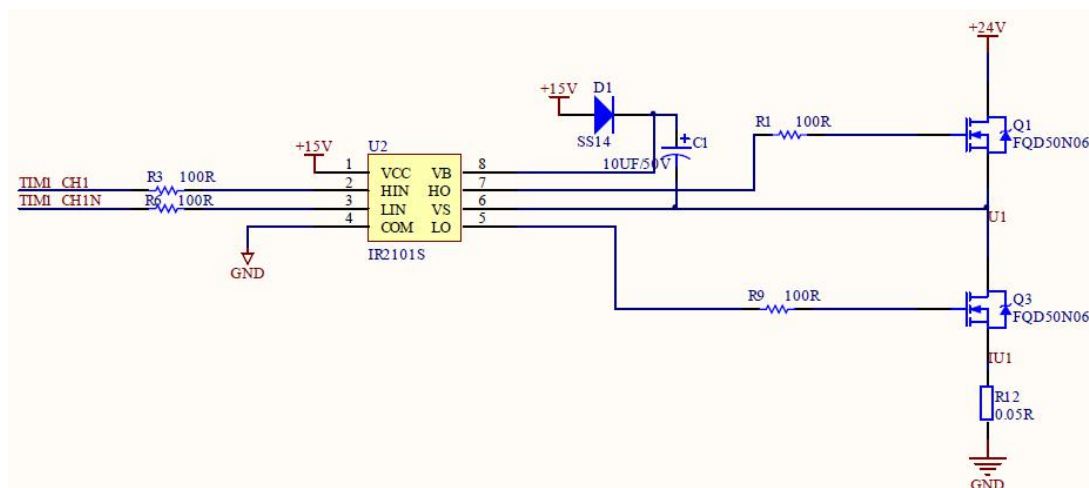 +24V
+15V
D1
SS14
R1 100R
C1
10UF/50V
Q1
FQD50N06
+15V
U2
1 VCC VB 8
TIM1_CH1 R3 100R 2 HIN HO 7
TIM1_CH1N R6 100R 3 LIN VS 6
4 COM LO 5
U1
GND
IR2101S
R9 100R
Q3
FQD50N06
IU1
R12
0.05R
GND